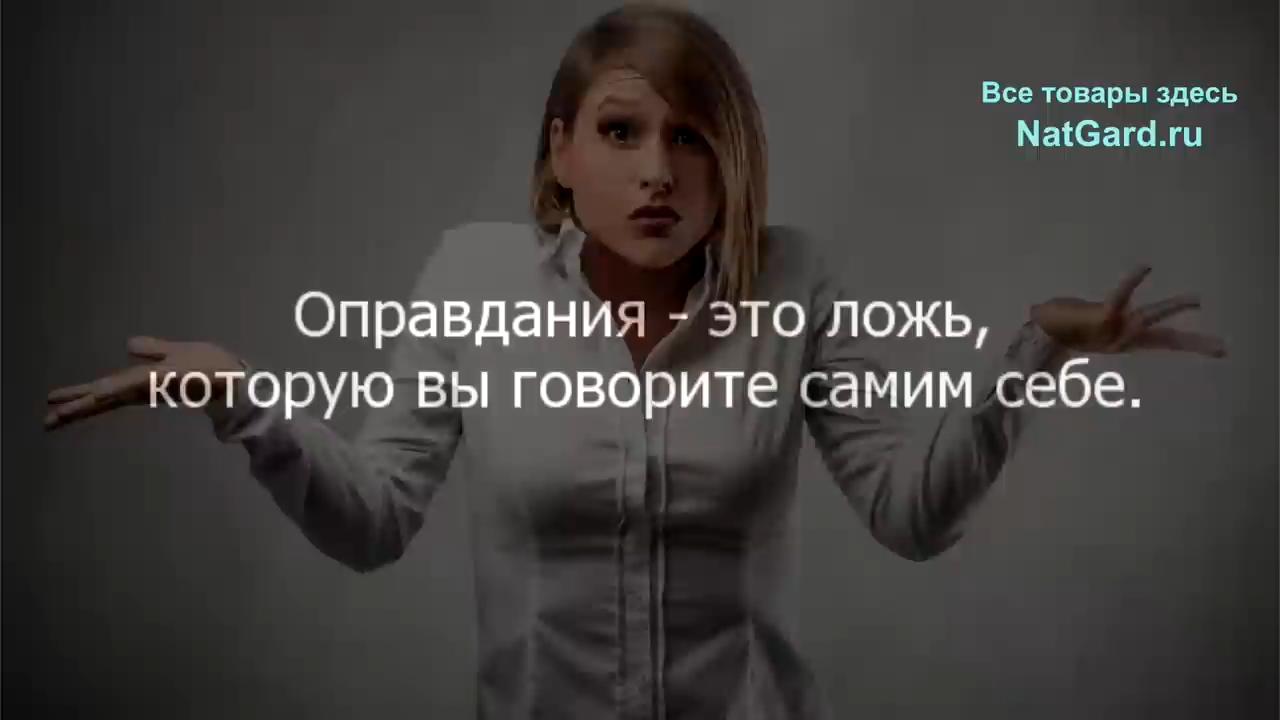 Все товары здесь
NatGard.ru
Оправдания - это ложь,
которую вы говорите самим себе.